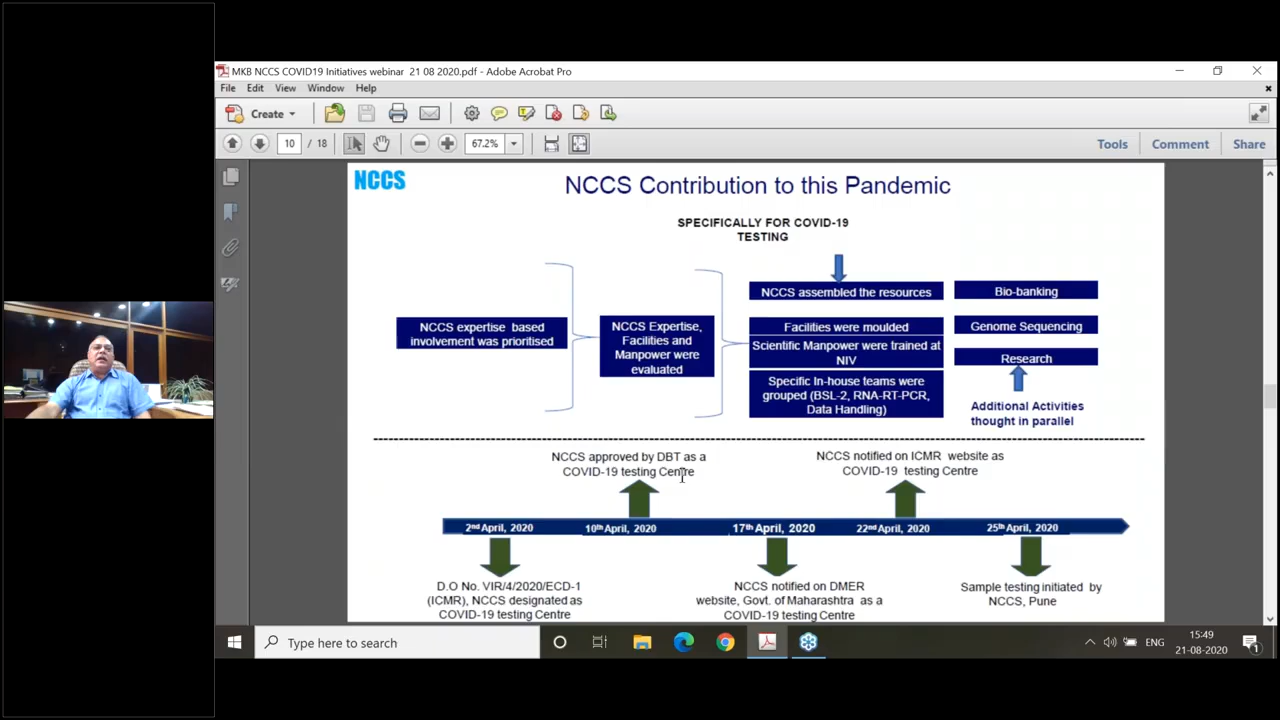 MKB NCCS COVID19 Initiatives webinar 21 08 2020.pdf - Adobe Acrobat Pro
File Edit View Window Help
Create
10 / 18
67.2%
Tools Comment Share
NCCS
NCCS Contribution to this Pandemic
SPECIFICALLY FOR COVID-19
TESTING
NCCS expertise based
involvement was prioritised
NCCS Expertise,
Facilities and
Manpower were
evaluated
NCCS assembled the resources
Facilities were moulded
Scientific Manpower were trained at
NIV
Specific In-house teams were
grouped (BSL-2, RNA-RT-PCR,
Data Handling)
Bio-banking
Genome Sequencing
Research
Additional Activities
thought in parallel
NCCS approved by DBT as a
COVID-19 testing Centre
NCCS notified on ICMR website as
COVID-19 testing Centre
2nd April, 2020
10th April, 2020
17th April, 2020
22nd April, 2020
25th April, 2020
D.O No. VIR/4/2020/ECD-1
(ICMR), NCCS designated as
COVID-19 testing Centre
NCCS notified on DMER
website, Govt. of Maharashtra as a
COVID-19 testing Centre
Sample testing initiated by
NCCS, Pune
Type here to search
ENG
15:49
21-08-2020
1